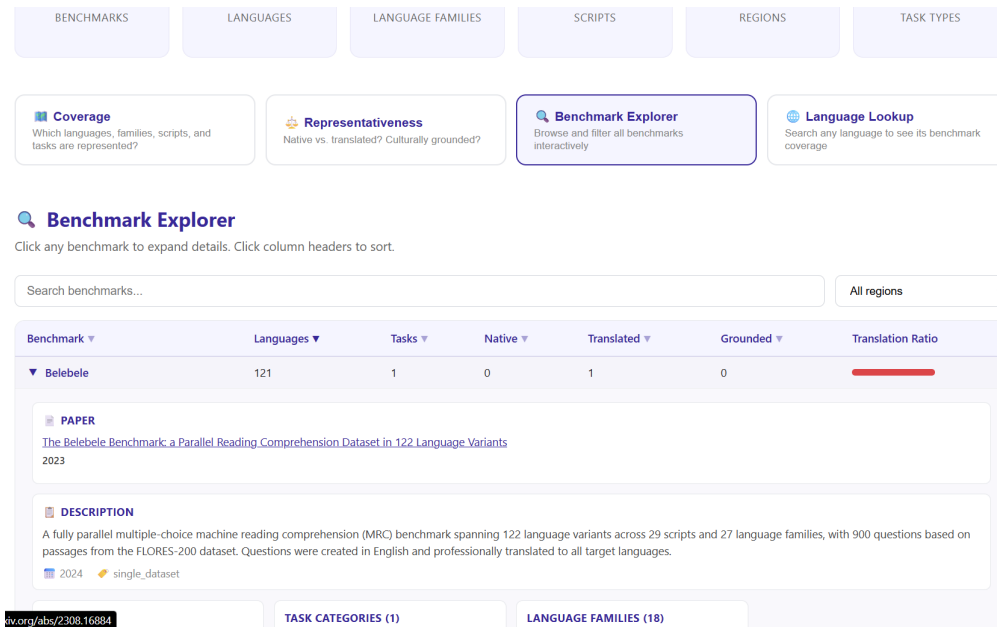 BENCHMARKS
LANGUAGES
LANGUAGE FAMILIES
SCRIPTS
REGIONS
TASK TYPES
Coverage
Which languages, families, scripts, and
tasks are represented?
Representativeness
Native vs. translated? Culturally grounded?
Benchmark Explorer
Browse and filter all benchmarks
interactively
Language Lookup
Search any language to see its benchmark
coverage
Benchmark Explorer
Click any benchmark to expand details. Click column headers to sort.
Search benchmarks...
All regions
Benchmark ▼ Languages ▼ Tasks ▼ Native ▼ Translated ▼ Grounded ▼ Translation Ratio
▼ Belebele 121 1 0 1 0
PAPER
The Belebele Benchmark: a Parallel Reading Comprehension Dataset in 122 Language Variants
2023
DESCRIPTION
A fully parallel multiple-choice machine reading comprehension (MRC) benchmark spanning 122 language variants across 29 scripts and 27 language families, with 900 questions based on
passages from the FLORES-200 dataset. Questions were created in English and professionally translated to all target languages.
2024 single_dataset
xiv.org/abs/2308.16884
TASK CATEGORIES (1)
LANGUAGE FAMILIES (18)